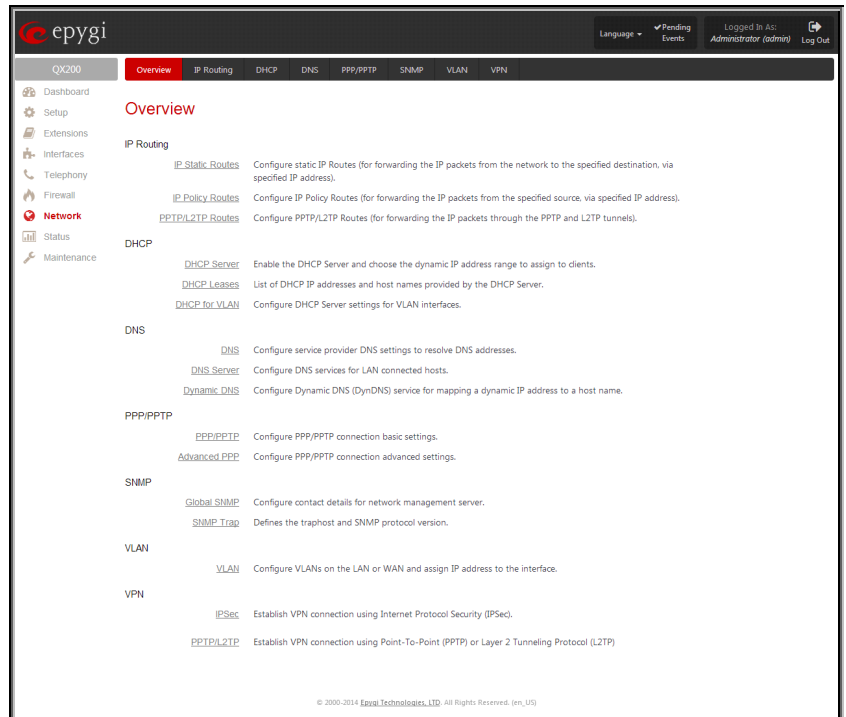 epygi
Language
Pending Events
Logged In As:
Administrator (admin)
Log Out
QX200
Overview IP Routing DHCP DNS PPP/PPTP SNMP VLAN VPN
Dashboard
Setup
Extensions
Interfaces
Telephony
Firewall
Network
Status
Maintenance
Overview
IP Routing
IP Static Routes Configure static IP Routes (for forwarding the IP packets from the network to the specified destination, via
specified IP address).
IP Policy Routes Configure IP Policy Routes (for forwarding the IP packets from the specified source, via specified IP address).
PPTP/L2TP Routes Configure PPTP/L2TP Routes (for forwarding the IP packets through the PPTP and L2TP tunnels).
DHCP
DHCP Server Enable the DHCP Server and choose the dynamic IP address range to assign to clients.
DHCP Leases List of DHCP IP addresses and host names provided by the DHCP Server.
DHCP for VLAN Configure DHCP Server settings for VLAN interfaces.
DNS
DNS Configure service provider DNS settings to resolve DNS addresses.
DNS Server Configure DNS services for LAN connected hosts.
Dynamic DNS Configure Dynamic DNS (DynDNS) service for mapping a dynamic IP address to a host name.
PPP/PPTP
PPP/PPTP Configure PPP/PPTP connection basic settings.
Advanced PPP Configure PPP/PPTP connection advanced settings.
SNMP
Global SNMP Configure contact details for network management server.
SNMP Trap Defines the traphost and SNMP protocol version.
VLAN
VLAN Configure VLANs on the LAN or WAN and assign IP address to the interface.
VPN
IPSec Establish VPN connection using Internet Protocol Security (IPSec).
PPTP/L2TP Establish VPN connection using Point-To-Point (PPTP) or Layer 2 Tunneling Protocol (L2TP)
© 2000-2014 Epygi Technologies, LTD. All Rights Reserved. (en_US)